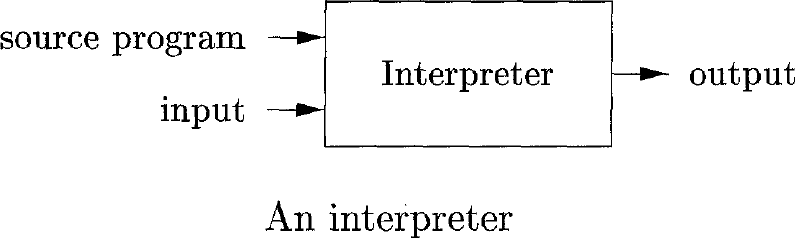 source program
input
Interpreter
output
An interpreter